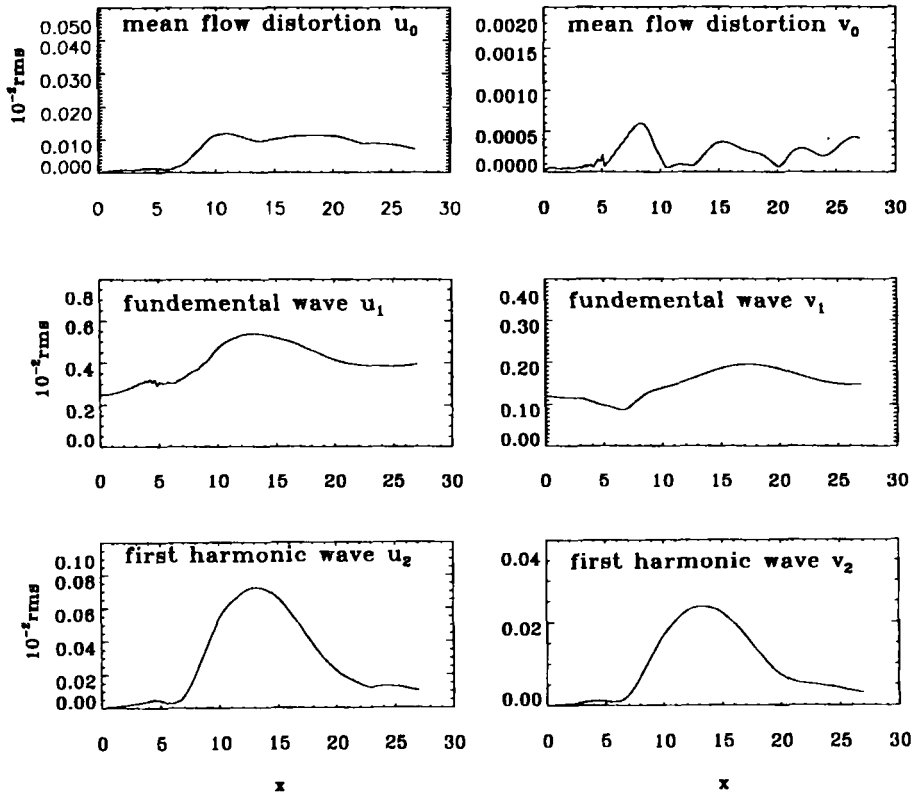 mean flow distortion u₀
0.050
0.040
0.030
0.020
0.010
0.000
10⁻²rms
0 5 10 15 20 25 30
mean flow distortion v₀
0.0020
0.0015
0.0010
0.0005
0.0000
0 5 10 15 20 25 30
fundemental wave u₁
0.8
0.6
0.4
0.2
0.0
10⁻²rms
0 5 10 15 20 25 30
fundemental wave v₁
0.40
0.30
0.20
0.10
0.00
0 5 10 15 20 25 30
first harmonic wave u₂
0.10
0.08
0.06
0.04
0.02
0.00
10⁻²rms
0 5 10 15 20 25 30
x
first harmonic wave v₂
0.04
0.02
0.00
0 5 10 15 20 25 30
x